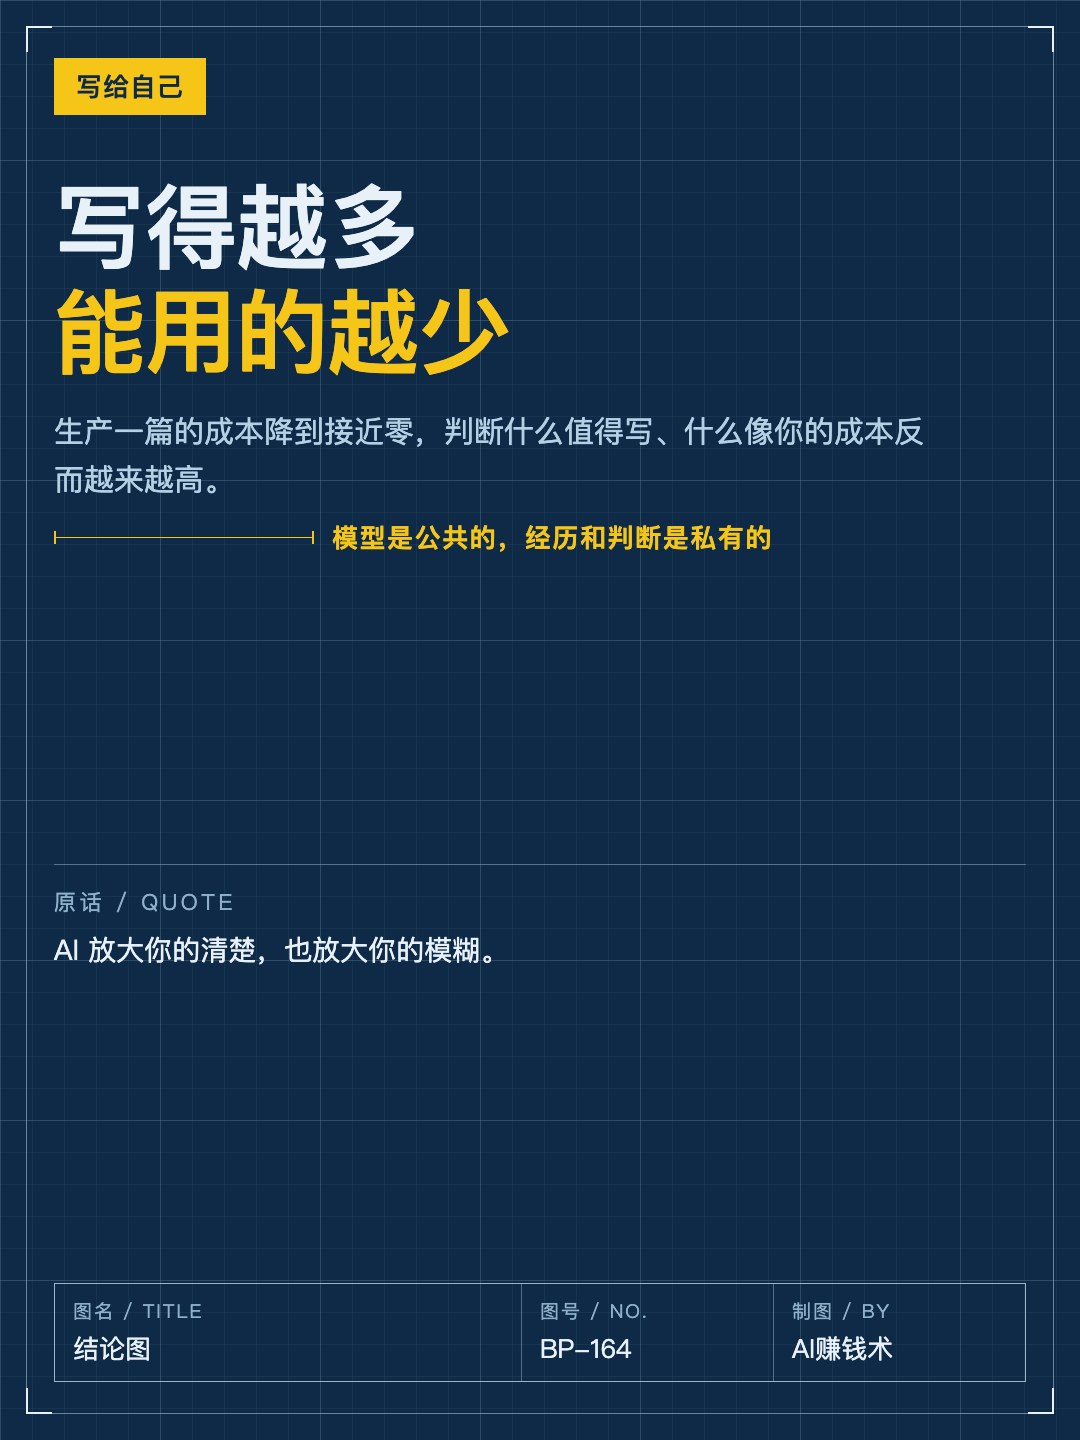 写给自己
写得越多
能用的越少
生产一篇的成本降到接近零，判断什么值得写、什么像你的成本反
而越来越高。
模型是公共的，经历和判断是私有的
原话 / QUOTE
AI 放大你的清楚，也放大你的模糊。
图名 / TITLE
结论图
图号 / NO.
BP-164
制图 / BY
AI赚钱术